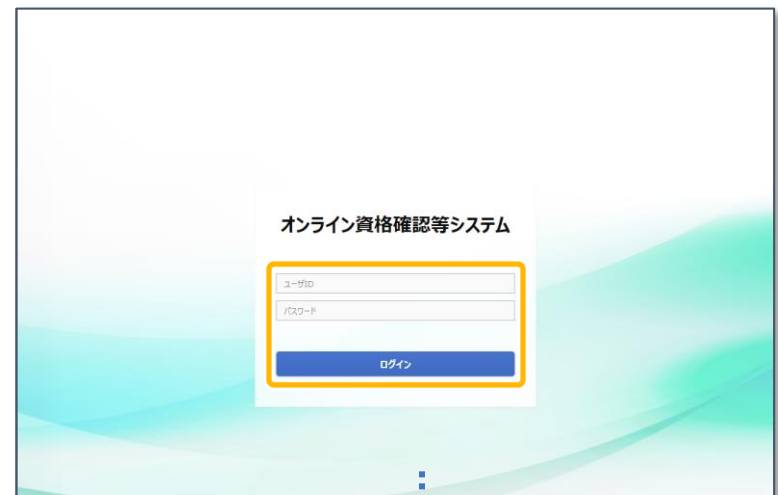 オンライン資格確認等システム
ユーザID
パスワード
ログイン